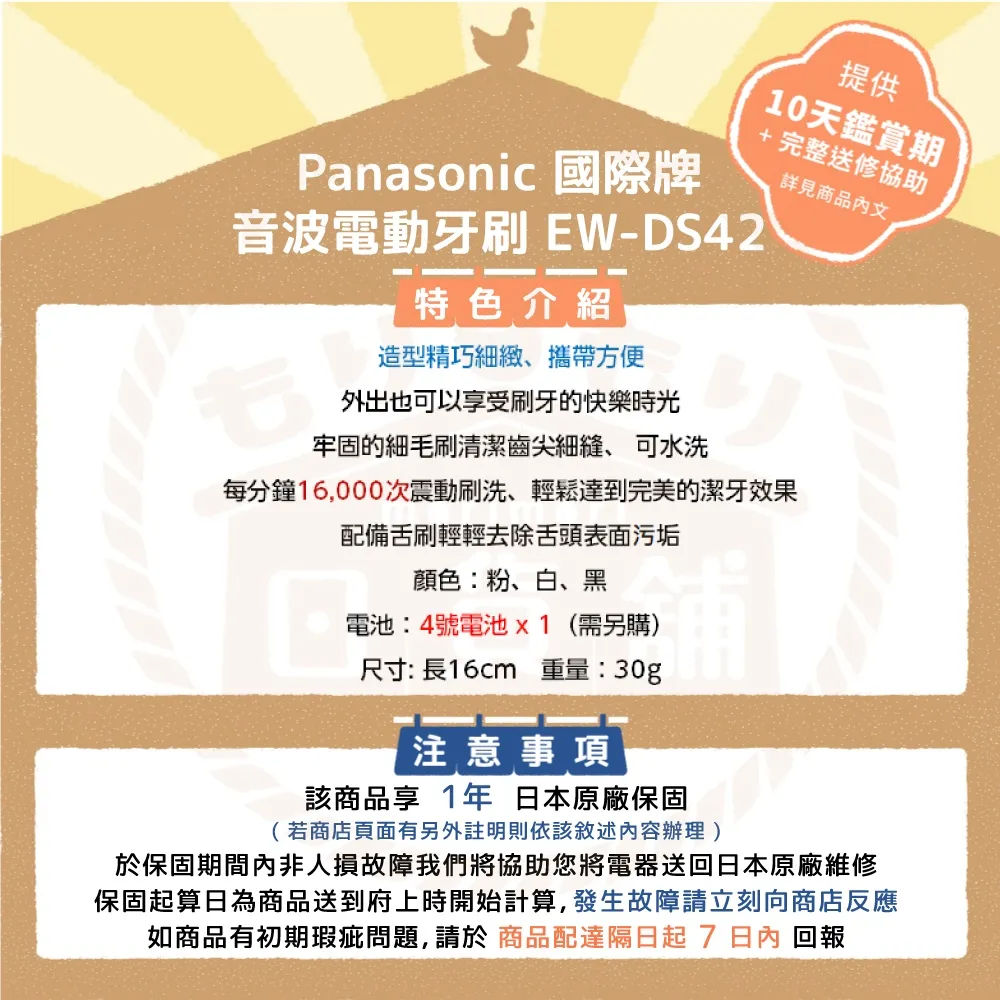 提供
10天鑑賞期
+ 完整送修協助
詳見商品內文
Panasonic 國際牌
音波電動牙刷 EW-DS42
特色介紹
造型精巧細緻、攜帶方便
外出也可以享受刷牙的快樂時光
牢固的細毛刷清潔齒尖細縫、 可水洗
每分鐘16,000次震動刷洗、輕鬆達到完美的潔牙效果
配備舌刷輕輕去除舌頭表面污垢
顏色：粉、白、黑
電池：4號電池 x 1（需另購）
尺寸: 長16cm 重量：30g
注意事項
該商品享 1年 日本原廠保固
( 若商店頁面有另外註明則依該敘述內容辦理 )
於保固期間內非人損故障我們將協助您將電器送回日本原廠維修
保固起算日為商品送到府上時開始計算, 發生故障請立刻向商店反應
如商品有初期瑕疵問題, 請於 商品配達隔日起 7 日內 回報